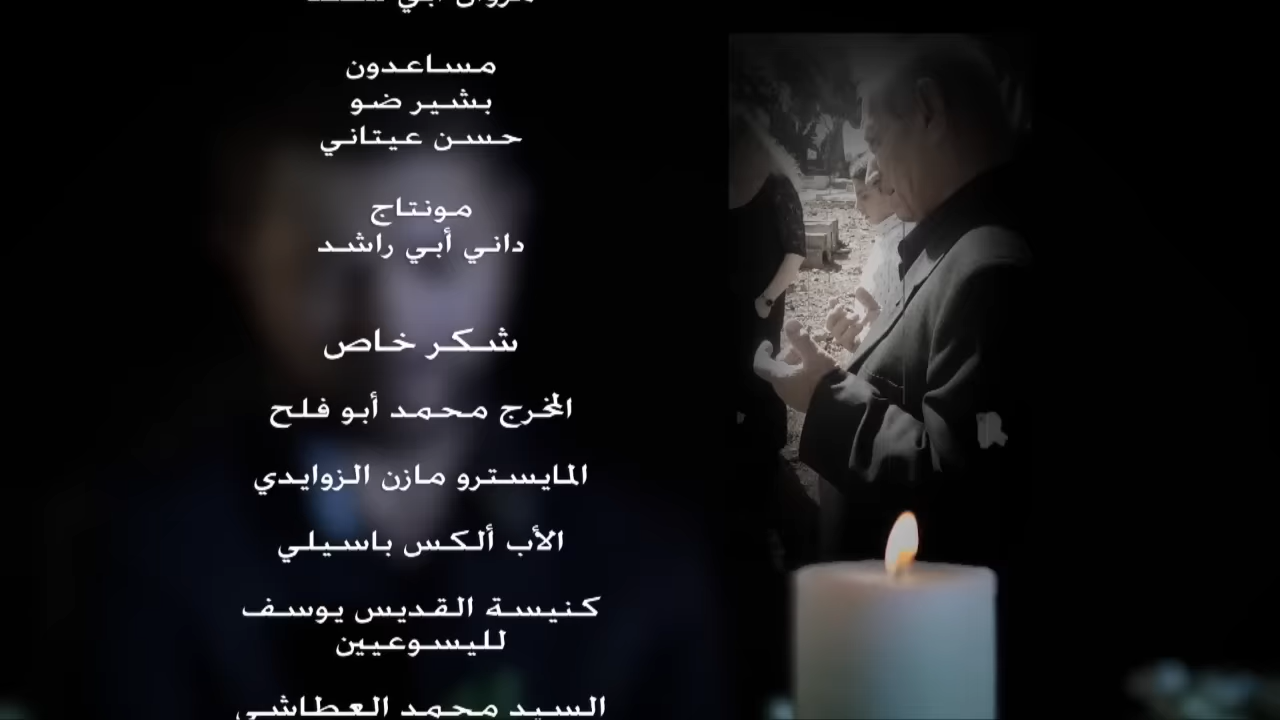 مساعدون
بشير ضو
حسن عيتاني
مونتاج
داني أبي راشد
شكر خاص
المخرج محمد أبو فلح
المايسترو مازن الزوايدي
الأب ألكس باسيلي
كنيسة القديس يوسف
لليسوعيين
السيد محمد العطاشي